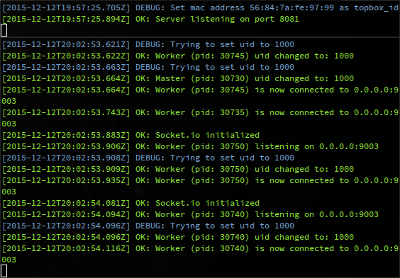 [2015-12-12T19:57:25.705Z] DEBUG: Set mac address 56:84:7a:fe:97:99 as topbox_id
[2015-12-12T19:57:25.894Z] OK: Server listening on port 8081
[2015-12-12T20:02:53.621Z] DEBUG: Trying to set uid to 1000
[2015-12-12T20:02:53.622Z] OK: Worker (pid: 30745) uid changed to: 1000
[2015-12-12T20:02:53.663Z] DEBUG: Trying to set uid to 1000
[2015-12-12T20:02:53.664Z] OK: Master (pid: 30730) uid changed to: 1000
[2015-12-12T20:02:53.664Z] OK: Worker (pid: 30745) is now connected to 0.0.0.0:9
003
[2015-12-12T20:02:53.743Z] OK: Worker (pid: 30735) is now connected to 0.0.0.0:9
003
[2015-12-12T20:02:53.883Z] OK: Socket.io initialized
[2015-12-12T20:02:53.906Z] OK: Worker (pid: 30750) listening on 0.0.0.0:9003
[2015-12-12T20:02:53.908Z] DEBUG: Trying to set uid to 1000
[2015-12-12T20:02:53.909Z] OK: Worker (pid: 30750) uid changed to: 1000
[2015-12-12T20:02:53.935Z] OK: Worker (pid: 30750) is now connected to 0.0.0.0:9
003
[2015-12-12T20:02:54.081Z] OK: Socket.io initialized
[2015-12-12T20:02:54.094Z] OK: Worker (pid: 30740) listening on 0.0.0.0:9003
[2015-12-12T20:02:54.096Z] DEBUG: Trying to set uid to 1000
[2015-12-12T20:02:54.096Z] OK: Worker (pid: 30740) uid changed to: 1000
[2015-12-12T20:02:54.116Z] OK: Worker (pid: 30740) is now connected to 0.0.0.0:9
003